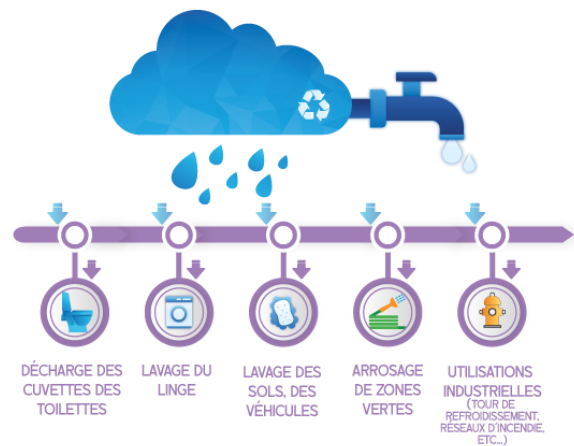 DÉCHARGE DES
CUVETTES DES
TOILETTES
LAVAGE DU
LINGE
LAVAGE DES
SOLS, DES
VÉHICULES
ARROSAGE
DE ZONES
VERTES
UTILISATIONS
INDUSTRIELLES
(TOUR DE
REFROIDISSEMENT,
RÉSEAUX D'INCENDIE,
ETC...)